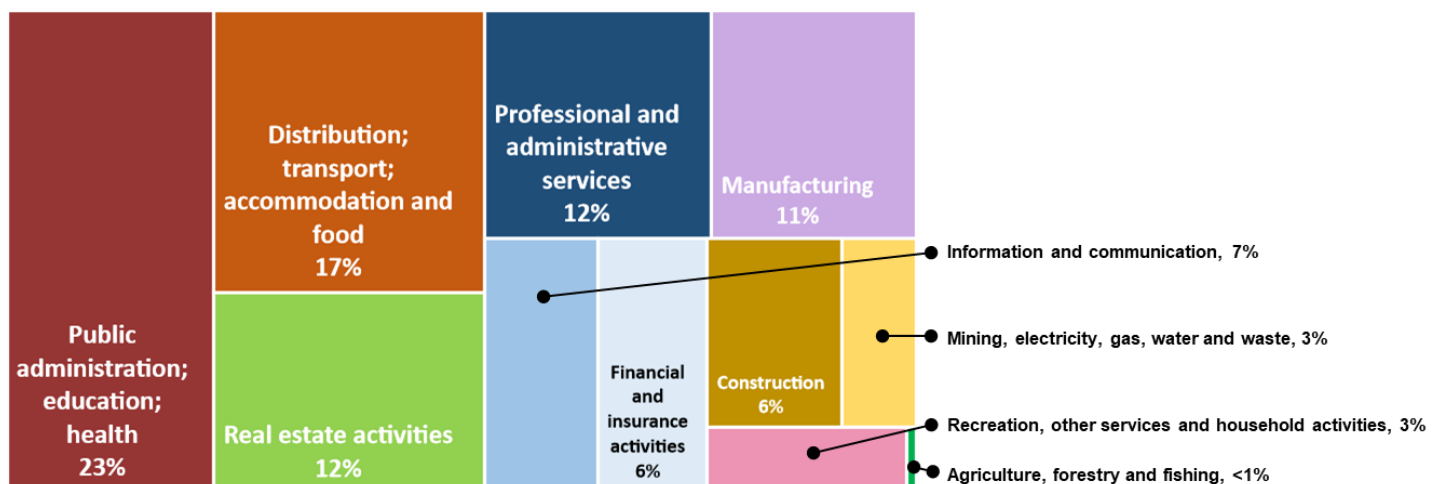 Public
administration;
education;
health
23%
Distribution;
transport;
accommodation and
food
17%
Real estate activities
12%
Professional and
administrative
services
12%
Manufacturing
11%
Financial
and
insurance
activities
6%
Construction
6%
Information and communication, 7%
Mining, electricity, gas, water and waste, 3%
Recreation, other services and household activities, 3%
Agriculture, forestry and fishing, <1%